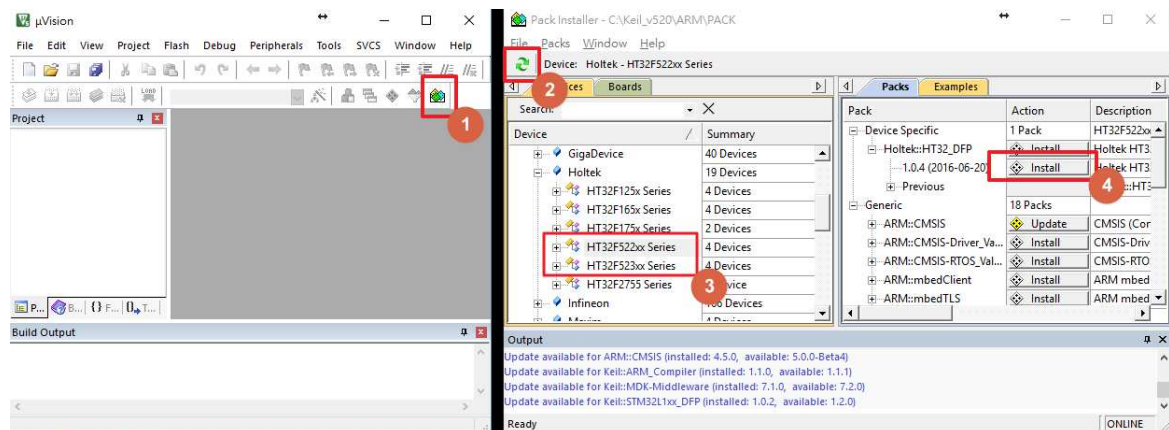 µVision
File Edit View Project Flash Debug Peripherals Tools SVCS Window Help
LOAD
1
Project
P... B... {} F... T...
Build Output
Pack Installer - C:\Keil_v520\ARM\PACK
File Packs Window Help
Device: Holtek - HT32F522xx Series
2
Boards
Search:
Device / Summary
GigaDevice 40 Devices
Holtek 19 Devices
HT32F125x Series 4 Devices
HT32F165x Series 4 Devices
HT32F175x Series 2 Devices
HT32F522xx Series 4 Devices
HT32F523xx Series 4 Devices
HT32F2755 Series
3
Infineon Devices
Packs Examples
Pack Action Description
Device Specific 1 Pack HT32F522xx
Holtek::HT32_DFP Install Holtek HT3
1.0.4 (2016-06-20) Install Holtek HT3
4
Previous
Generic 18 Packs
ARM::CMSIS Update CMSIS (Cor
ARM::CMSIS-Driver_Va... Install CMSIS-Driv
ARM::CMSIS-RTOS_Val... Install CMSIS-RTO
ARM::mbedClient Install ARM mbed
ARM::mbedTLS Install ARM mbed
Output
Update available for ARM::CMSIS (installed: 4.5.0, available: 5.0.0-Beta4)
Update available for Keil::ARM_Compiler (installed: 1.1.0, available: 1.1.1)
Update available for Keil::MDK-Middleware (installed: 7.1.0, available: 7.2.0)
Update available for Keil::STM32L1xx_DFP (installed: 1.0.2, available: 1.2.0)
Ready ONLINE